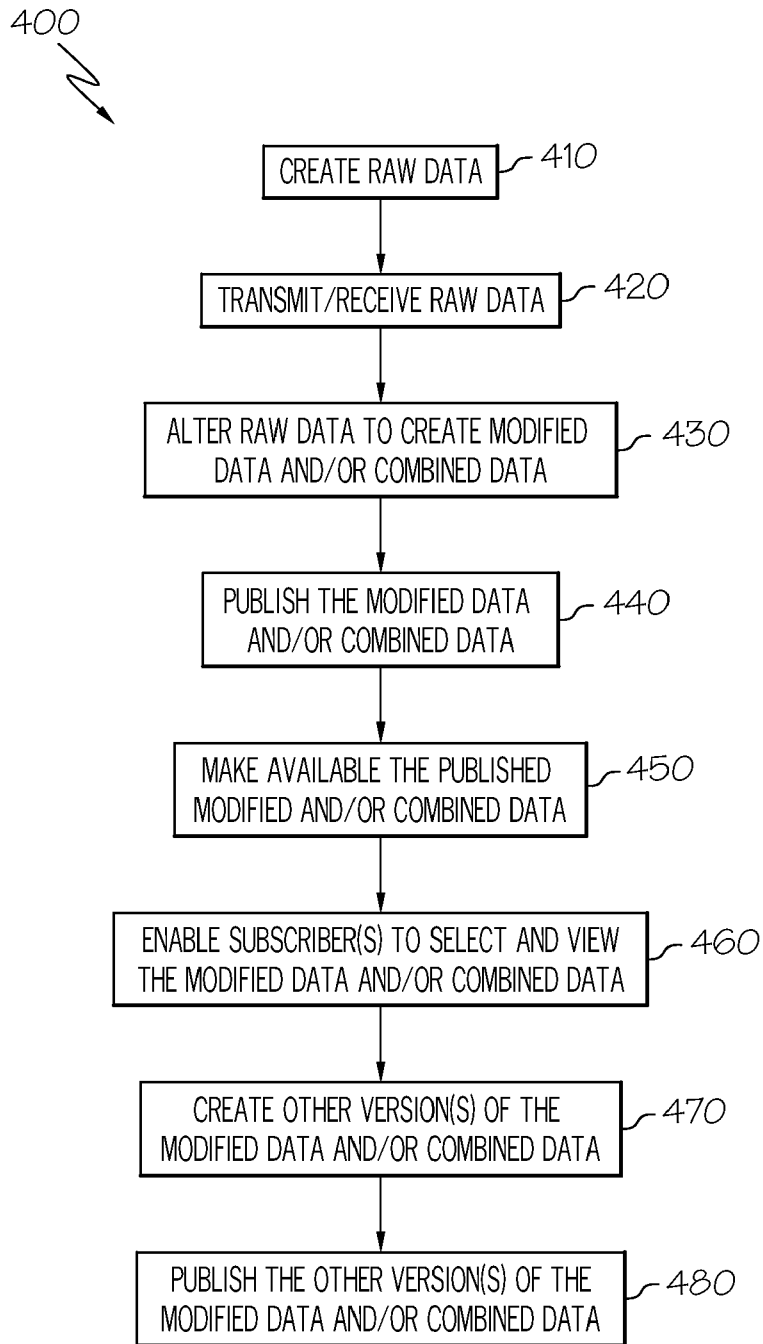 400
CREATE RAW DATA
410
TRANSMIT/RECEIVE RAW DATA
420
ALTER RAW DATA TO CREATE MODIFIED
DATA AND/OR COMBINED DATA
430
PUBLISH THE MODIFIED DATA
AND/OR COMBINED DATA
440
MAKE AVAILABLE THE PUBLISHED
MODIFIED AND/OR COMBINED DATA
450
ENABLE SUBSCRIBER(S) TO SELECT AND VIEW
THE MODIFIED DATA AND/OR COMBINED DATA
460
CREATE OTHER VERSION(S) OF THE
MODIFIED DATA AND/OR COMBINED DATA
470
PUBLISH THE OTHER VERSION(S) OF THE
MODIFIED DATA AND/OR COMBINED DATA
480